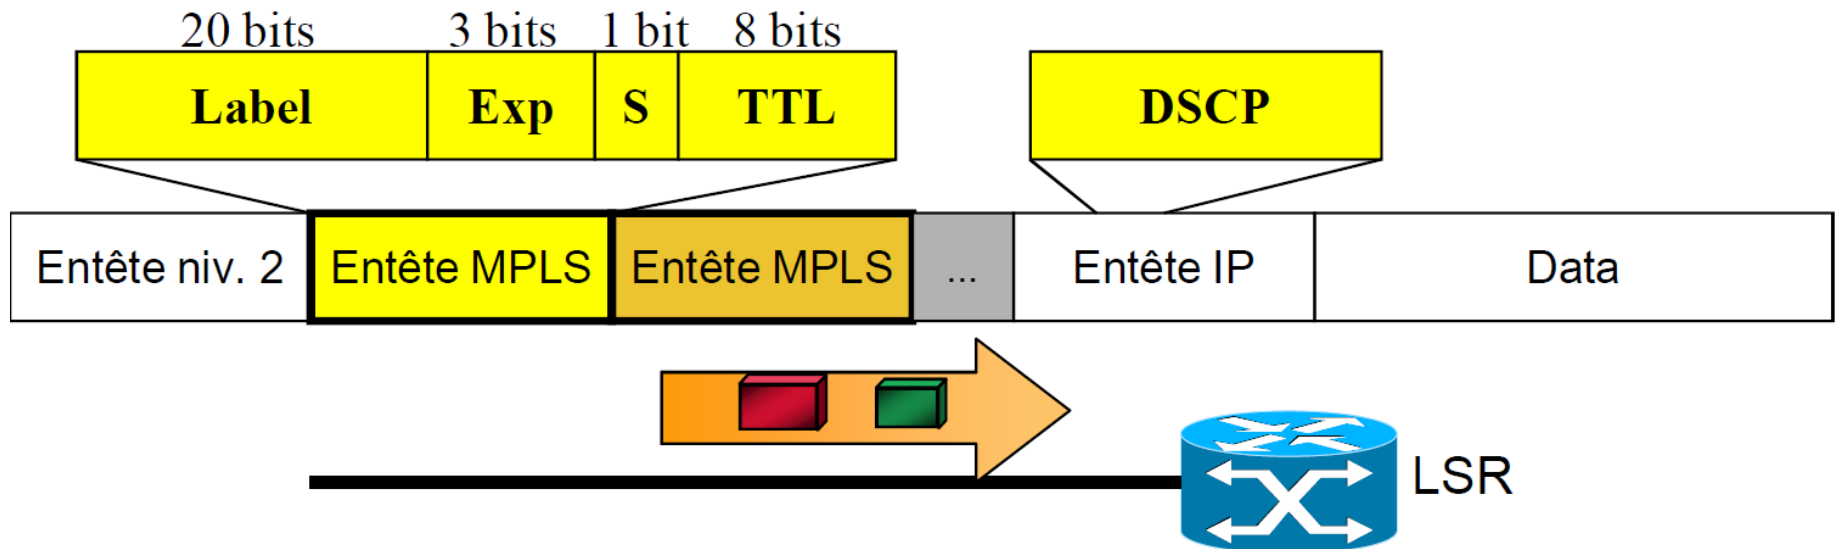 20 bits 3 bits 1 bit 8 bits
Label Exp S TTL DSCP
Entête niv. 2 Entête MPLS Entête MPLS ... Entête IP Data
LSR